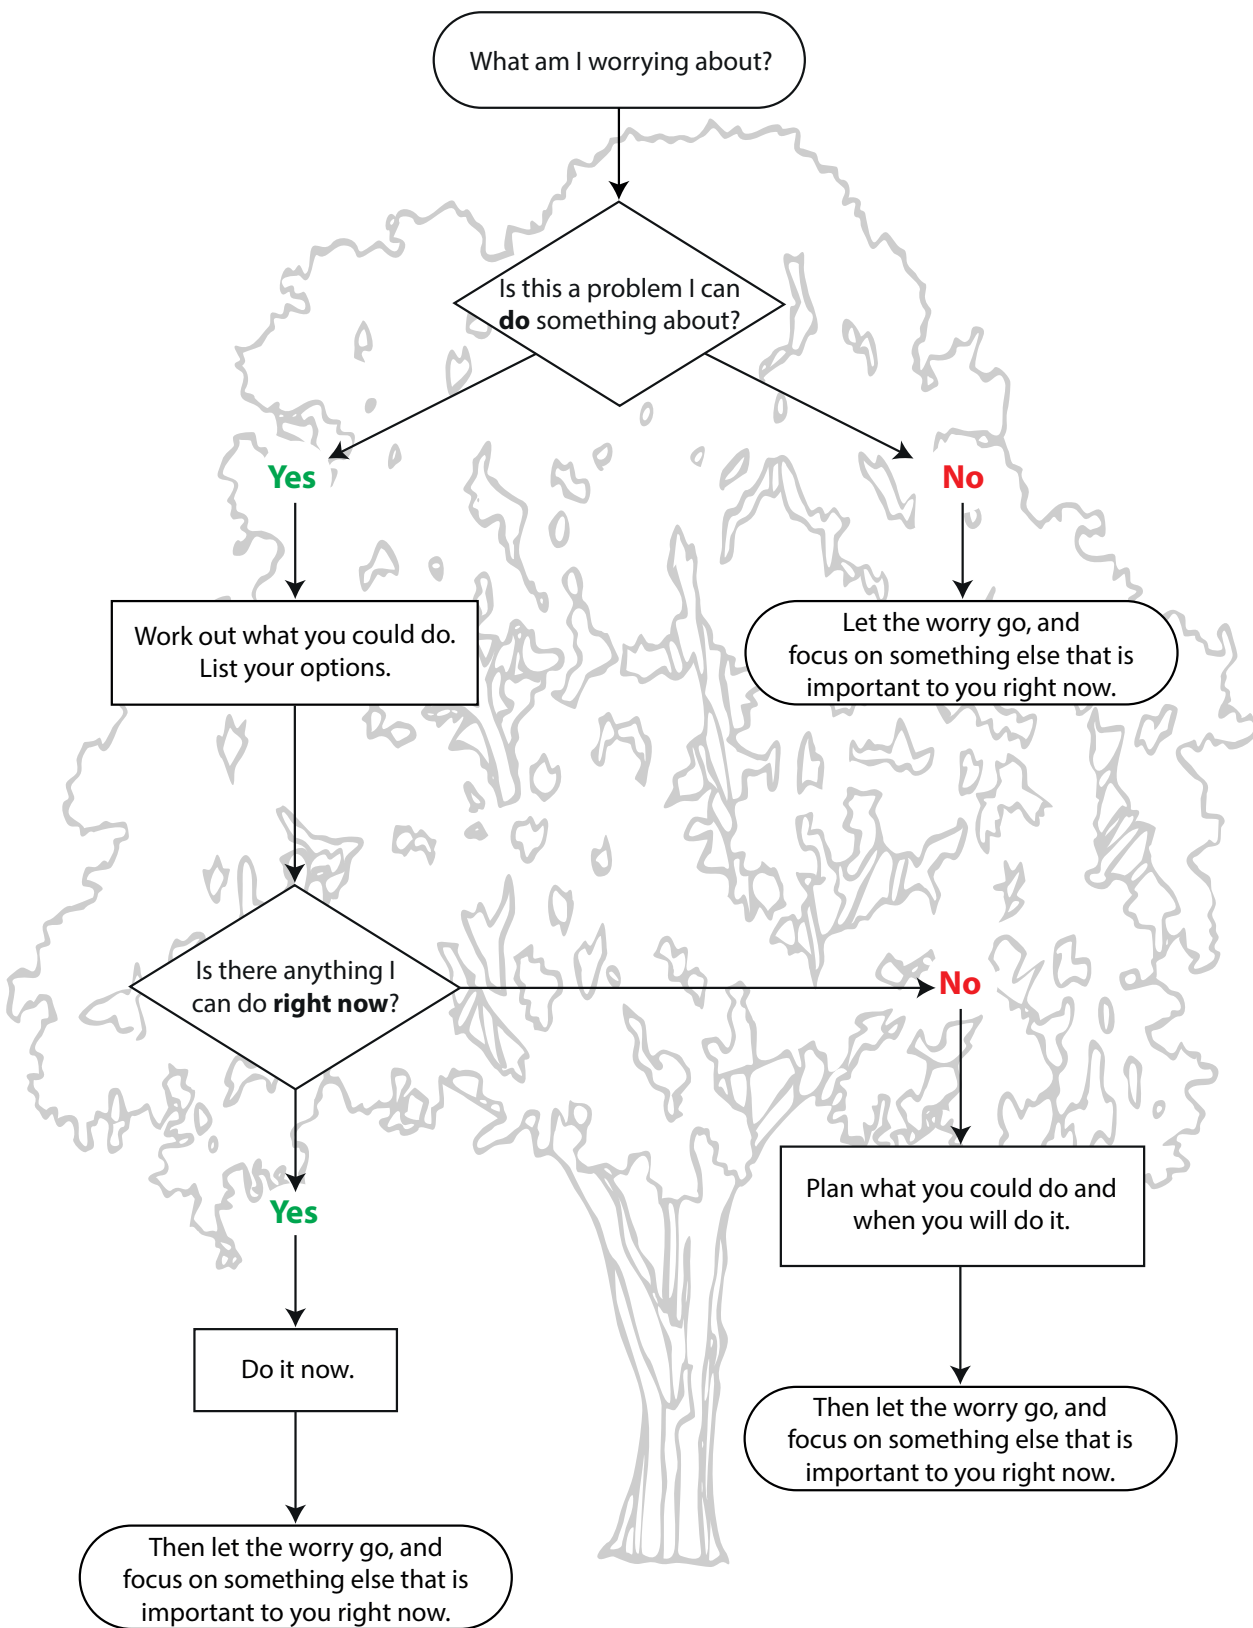 What am I worrying about?
Is this a problem I can
do something about?
Yes
No
Work out what you could do.
List your options.
Let the worry go, and
focus on something else that is
important to you right now.
Is there anything I
can do right now?
No
Yes
Plan what you could do and
when you will do it.
Do it now.
Then let the worry go, and
focus on something else that is
important to you right now.
Then let the worry go, and
focus on something else that is
important to you right now.